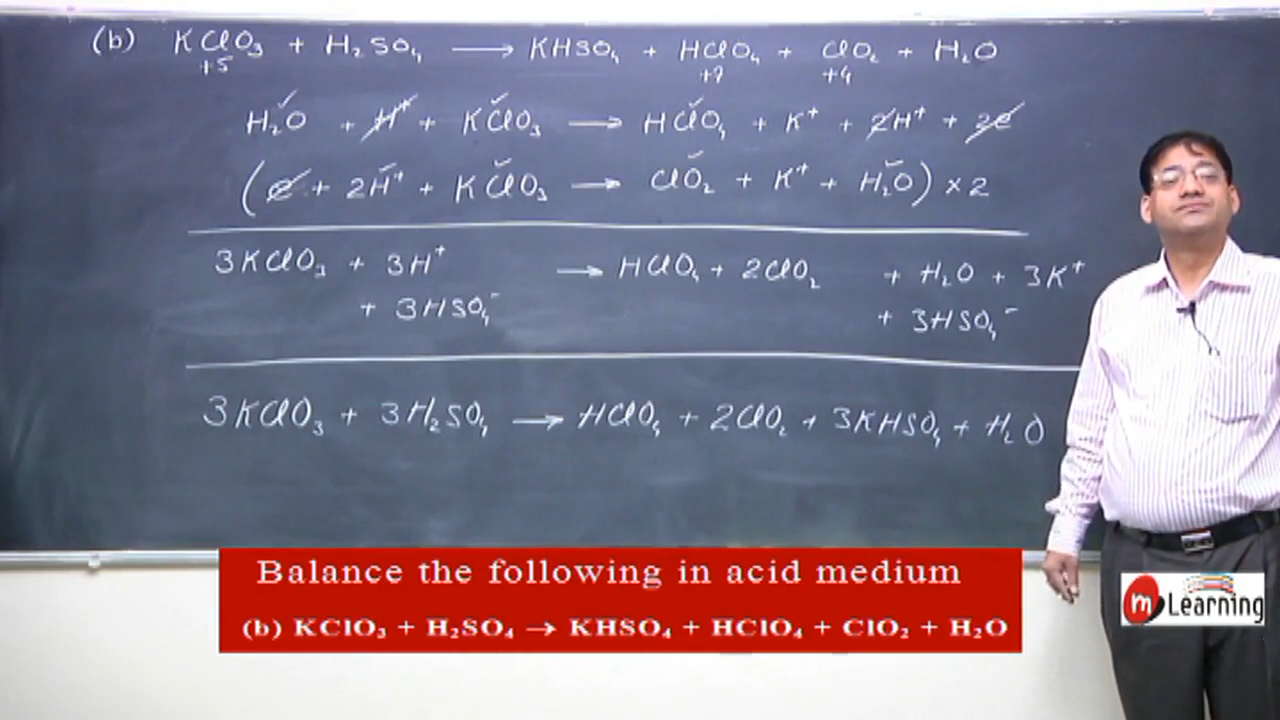 (b) KClO₃ + H₂SO₄ ⟶ KHSO₄ + HClO₄ + ClO₂ + H₂O
+5 +7 +4
H₂O + H⁺ + KClO₃ ⟶ HClO₄ + K⁺ + 2H⁺ + 2e
(e + 2H⁺ + KClO₃ ⟶ ClO₂ + K⁺ + H₂O) × 2
3KClO₃ + 3H⁺ ⟶ HClO₄ + 2ClO₂ + H₂O + 3K⁺
+ 3HSO₄⁻ + 3HSO₄⁻
3KClO₃ + 3H₂SO₄ ⟶ HClO₄ + 2ClO₂ + 3KHSO₄ + H₂O
Balance the following in acid medium
(b) KClO₃ + H₂SO₄ → KHSO₄ + HClO₄ + ClO₂ + H₂O
m Learning